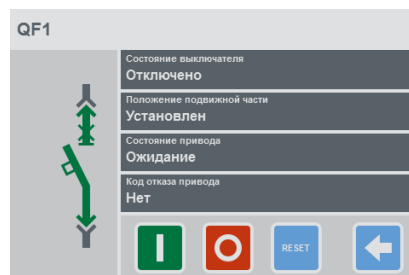 QF1
Состояние выключателя
Отключено
Положение подвижной части
Установлен
Состояние привода
Ожидание
Код отказа привода
Нет
RESET